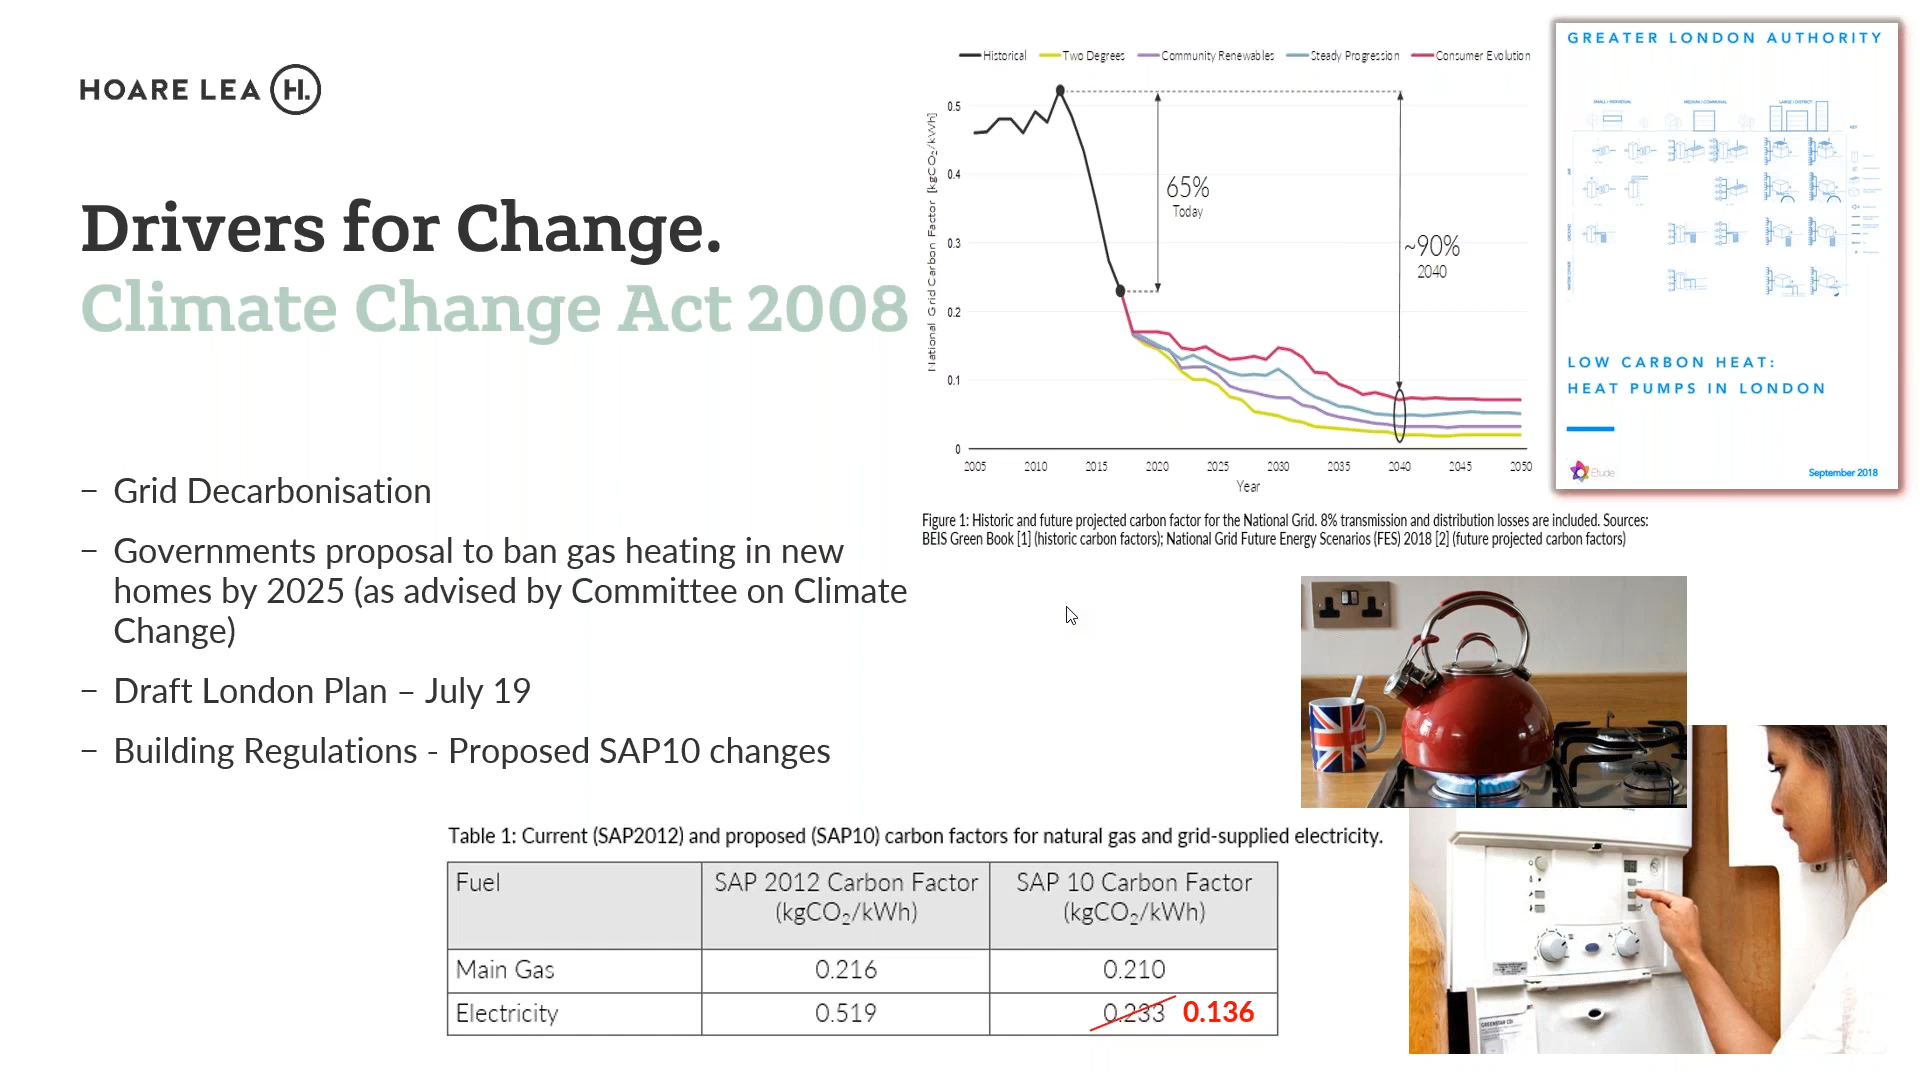 HOARE LEA H.
Drivers for Change.
Climate Change Act 2008
– Grid Decarbonisation
– Governments proposal to ban gas heating in new
homes by 2025 (as advised by Committee on Climate
Change)
– Draft London Plan – July 19
– Building Regulations - Proposed SAP10 changes
Historical Two Degrees Community Renewables Steady Progression Consumer Evolution
National Grid Carbon Factor [kgCO₂/kWh]
0.5
0.4
0.3
0.2
0.1
0
65%
Today
~90%
2040
2005 2010 2015 2020 2025 2030 2035 2040 2045 2050
Year
Figure 1: Historic and future projected carbon factor for the National Grid. 8% transmission and distribution losses are included. Sources:
BEIS Green Book [1] (historic carbon factors); National Grid Future Energy Scenarios (FES) 2018 [2] (future projected carbon factors)
GREATER LONDON AUTHORITY
SMALL / INDIVIDUAL MEDIUM / COMMUNAL LARGE / DISTRICT
KEY
AIR
GROUND
LOW CARBON HEAT:
HEAT PUMPS IN LONDON
Etude
September 2018
Table 1: Current (SAP2012) and proposed (SAP10) carbon factors for natural gas and grid-supplied electricity.
Fuel SAP 2012 Carbon Factor (kgCO₂/kWh) SAP 10 Carbon Factor (kgCO₂/kWh)
Main Gas 0.216 0.210
Electricity 0.519 0.233 0.136
GREENSTAR CDi